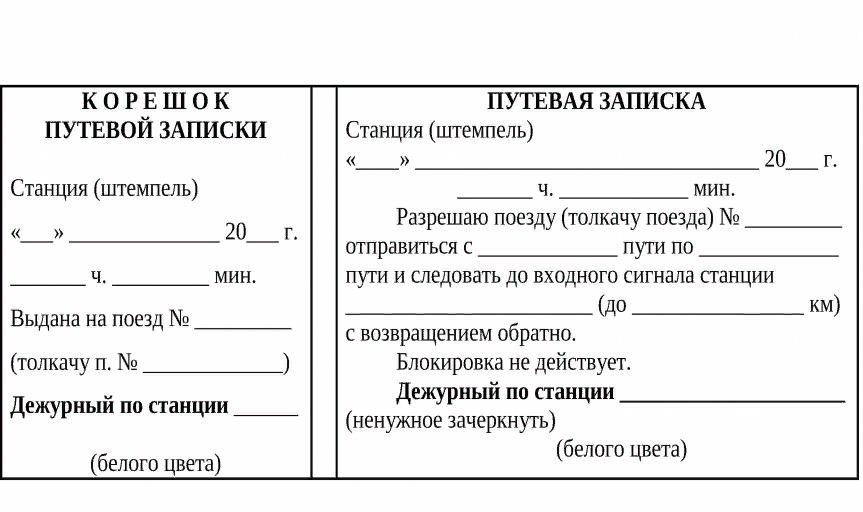 К О Р Е Ш О К
ПУТЕВОЙ ЗАПИСКИ
Станция (штемпель)
«___» ______________ 20___ г.
_______ ч. _________ мин.
Выдана на поезд № _________
(толкачу п. № _____________)
Дежурный по станции ______
(белого цвета)
ПУТЕВАЯ ЗАПИСКА
Станция (штемпель)
«____» ________________________________ 20___ г.
_______ ч. ____________ мин.
Разрешаю поезду (толкачу поезда) № _________
отправиться с _____________ пути по _____________
пути и следовать до входного сигнала станции
_______________________ (до ________________ км)
с возвращением обратно.
Блокировка не действует.
Дежурный по станции _____________________
(ненужное зачеркнуть)
(белого цвета)